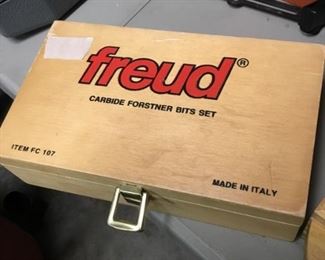 freud®
CARBIDE FORSTNER BITS SET
ITEM FC 107
MADE IN ITALY